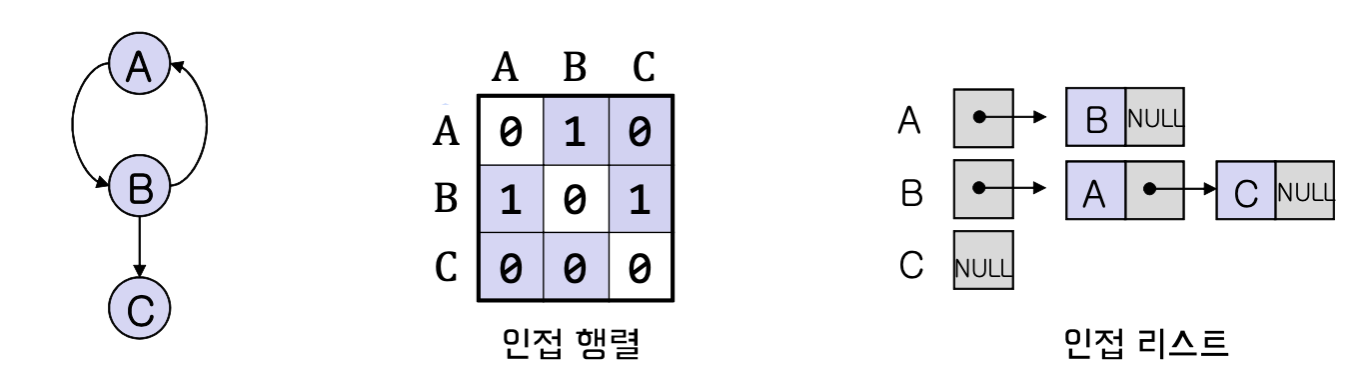 A
B
C
A B C
A 0 1 0
B 1 0 1
C 0 0 0
인접 행렬
A B NULL
B A C NULL
C NULL
인접 리스트